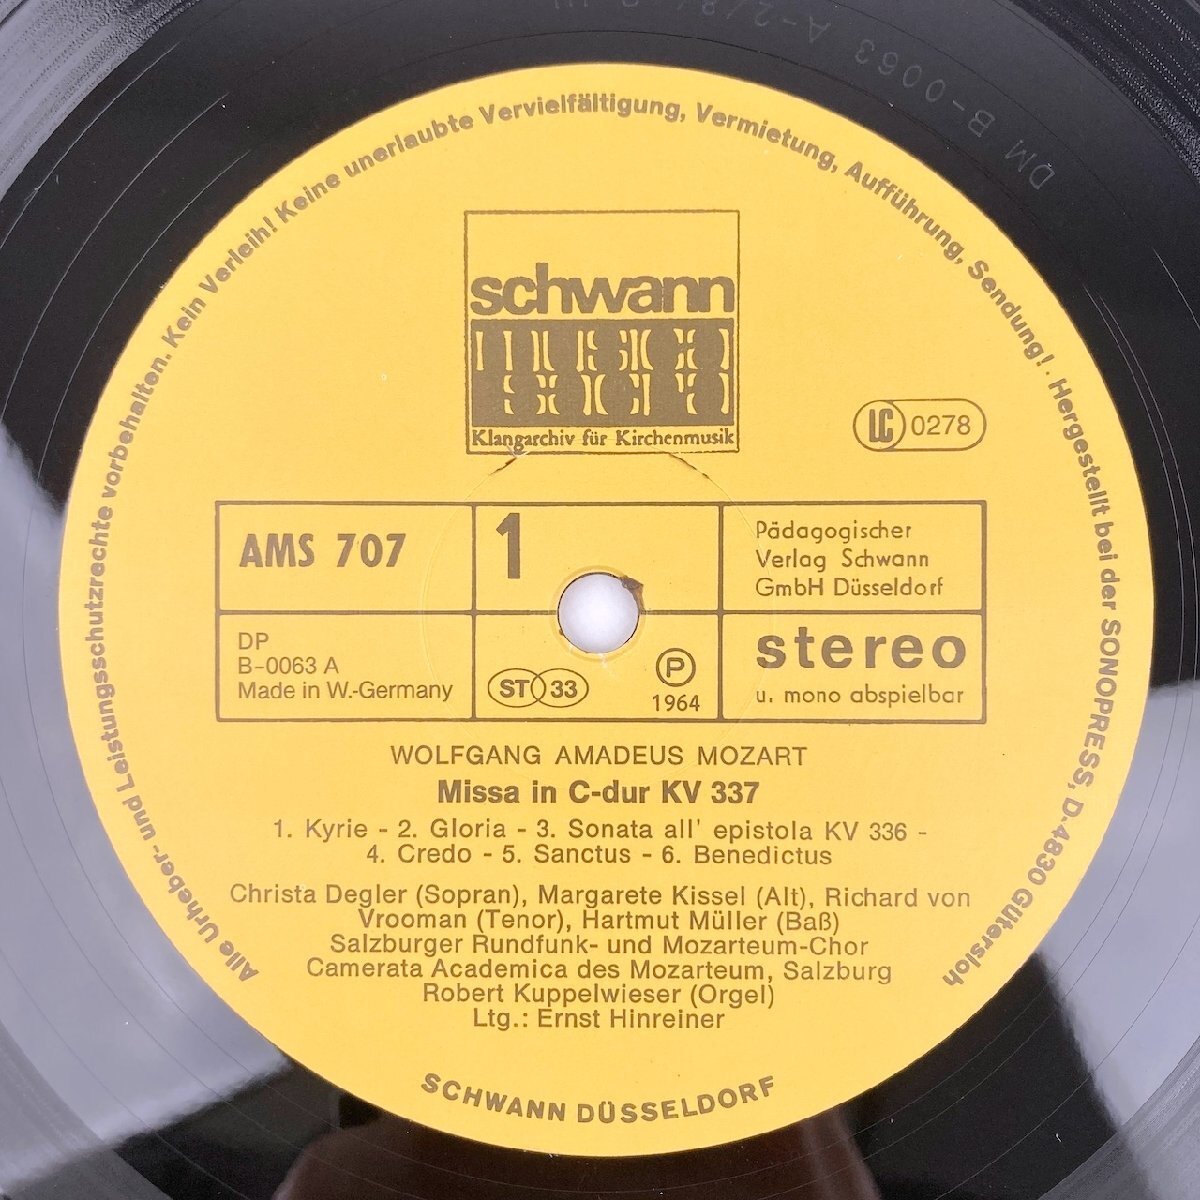 Alle Urheber- und Leistungsschutzrechte vorbehalten. Kein Verleih! Keine unerlaubte Vervielfältigung, Vermietung, Aufführung, Sendung! · Hergestellt bei der SONOPRESS, D-4830 Gütersloh
schwann
MUSICA
SACRA
Klangarchiv für Kirchenmusik
LC 0278
AMS 707
1
Pädagogischer
Verlag Schwann
GmbH Düsseldorf
DP
B-0063 A
Made in W.-Germany
ST 33
P
1964
stereo
u. mono abspielbar
WOLFGANG AMADEUS MOZART
Missa in C-dur KV 337
1. Kyrie - 2. Gloria - 3. Sonata all' epistola KV 336 -
4. Credo - 5. Sanctus - 6. Benedictus
Christa Degler (Sopran), Margarete Kissel (Alt), Richard von
Vrooman (Tenor), Hartmut Müller (Baß)
Salzburger Rundfunk- und Mozarteum-Chor
Camerata Academica des Mozarteum, Salzburg
Robert Kuppelwieser (Orgel)
Ltg.: Ernst Hinreiner
SCHWANN DÜSSELDORF
DM B-0063